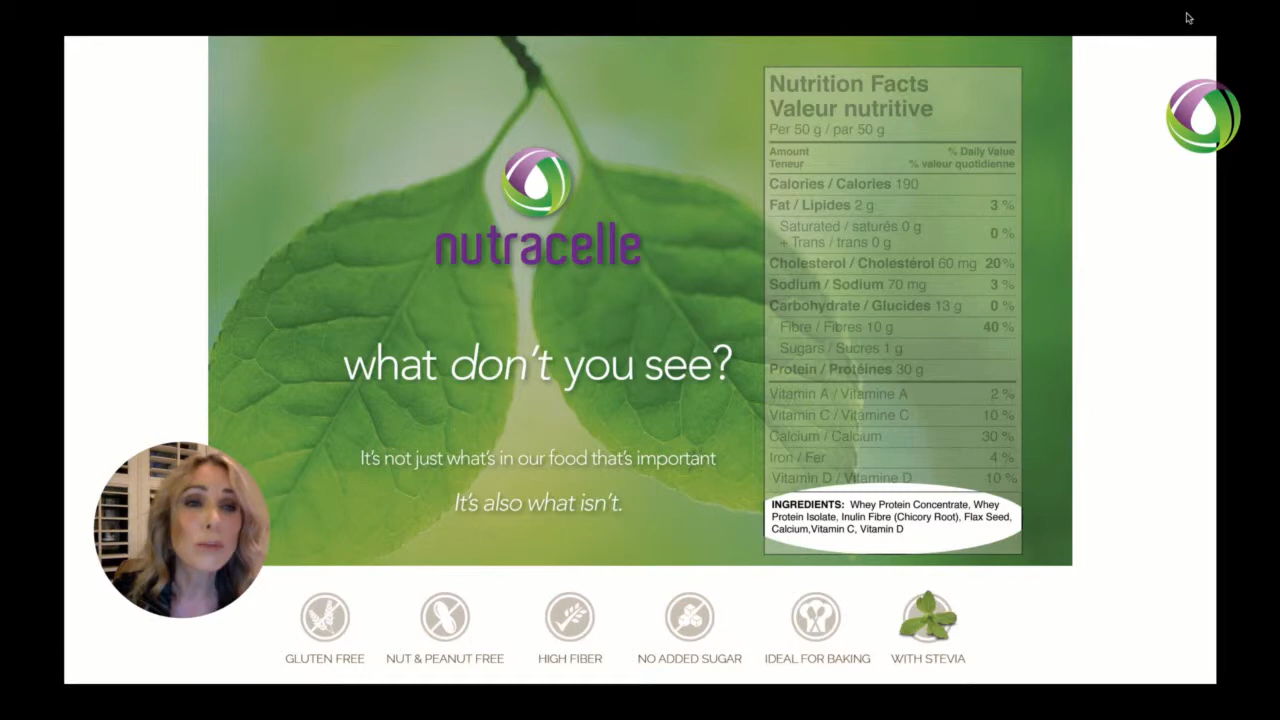 nutracelle
what don't you see?
It's not just what's in our food that's important
It's also what isn't.
Nutrition Facts
Valeur nutritive
Per 50 g / par 50 g
Amount % Daily Value
Teneur % valeur quotidienne
Calories / Calories 190
Fat / Lipides 2 g 3 %
Saturated / saturés 0 g
+ Trans / trans 0 g 0 %
Cholesterol / Cholestérol 60 mg 20 %
Sodium / Sodium 70 mg 3 %
Carbohydrate / Glucides 13 g 0 %
Fibre / Fibres 10 g 40 %
Sugars / Sucres 1 g
Protein / Protéines 30 g
Vitamin A / Vitamine A 2 %
Vitamin C / Vitamine C 10 %
Calcium / Calcium 30 %
Iron / Fer 4 %
Vitamin D / Vitamine D 10 %
INGREDIENTS: Whey Protein Concentrate, Whey
Protein Isolate, Inulin Fibre (Chicory Root), Flax Seed,
Calcium,Vitamin C, Vitamin D
GLUTEN FREE
NUT & PEANUT FREE
HIGH FIBER
NO ADDED SUGAR
IDEAL FOR BAKING
WITH STEVIA